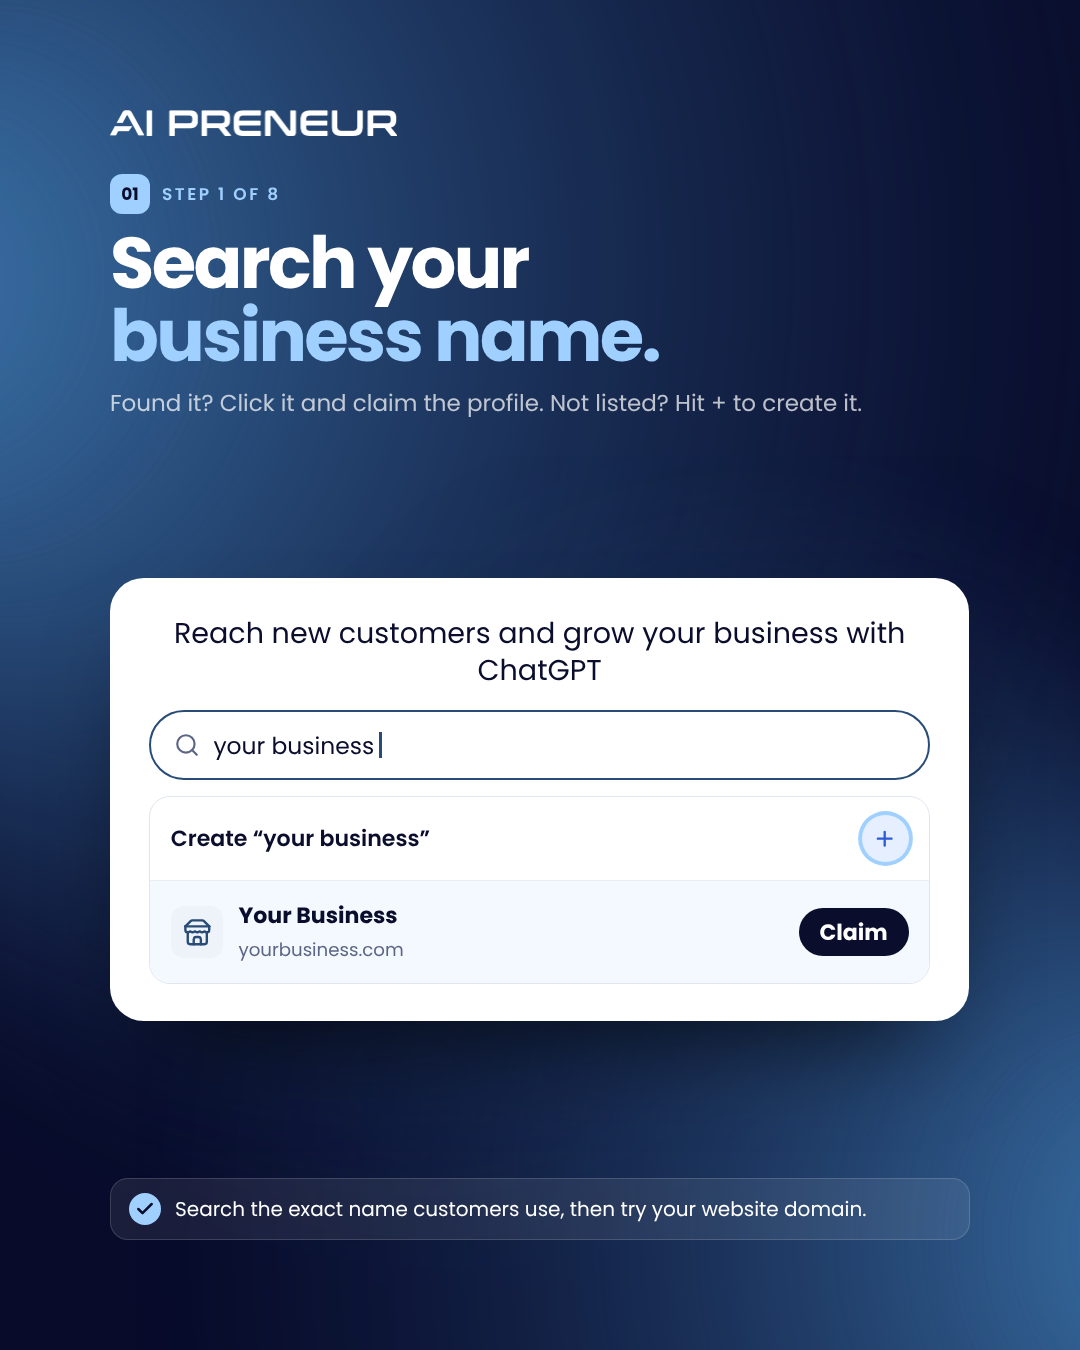 AI PRENEUR
01 STEP 1 OF 8
Search your
business name.
Found it? Click it and claim the profile. Not listed? Hit + to create it.
Reach new customers and grow your business with
ChatGPT
your business
Create “your business”
+
Your Business
yourbusiness.com
Claim
Search the exact name customers use, then try your website domain.